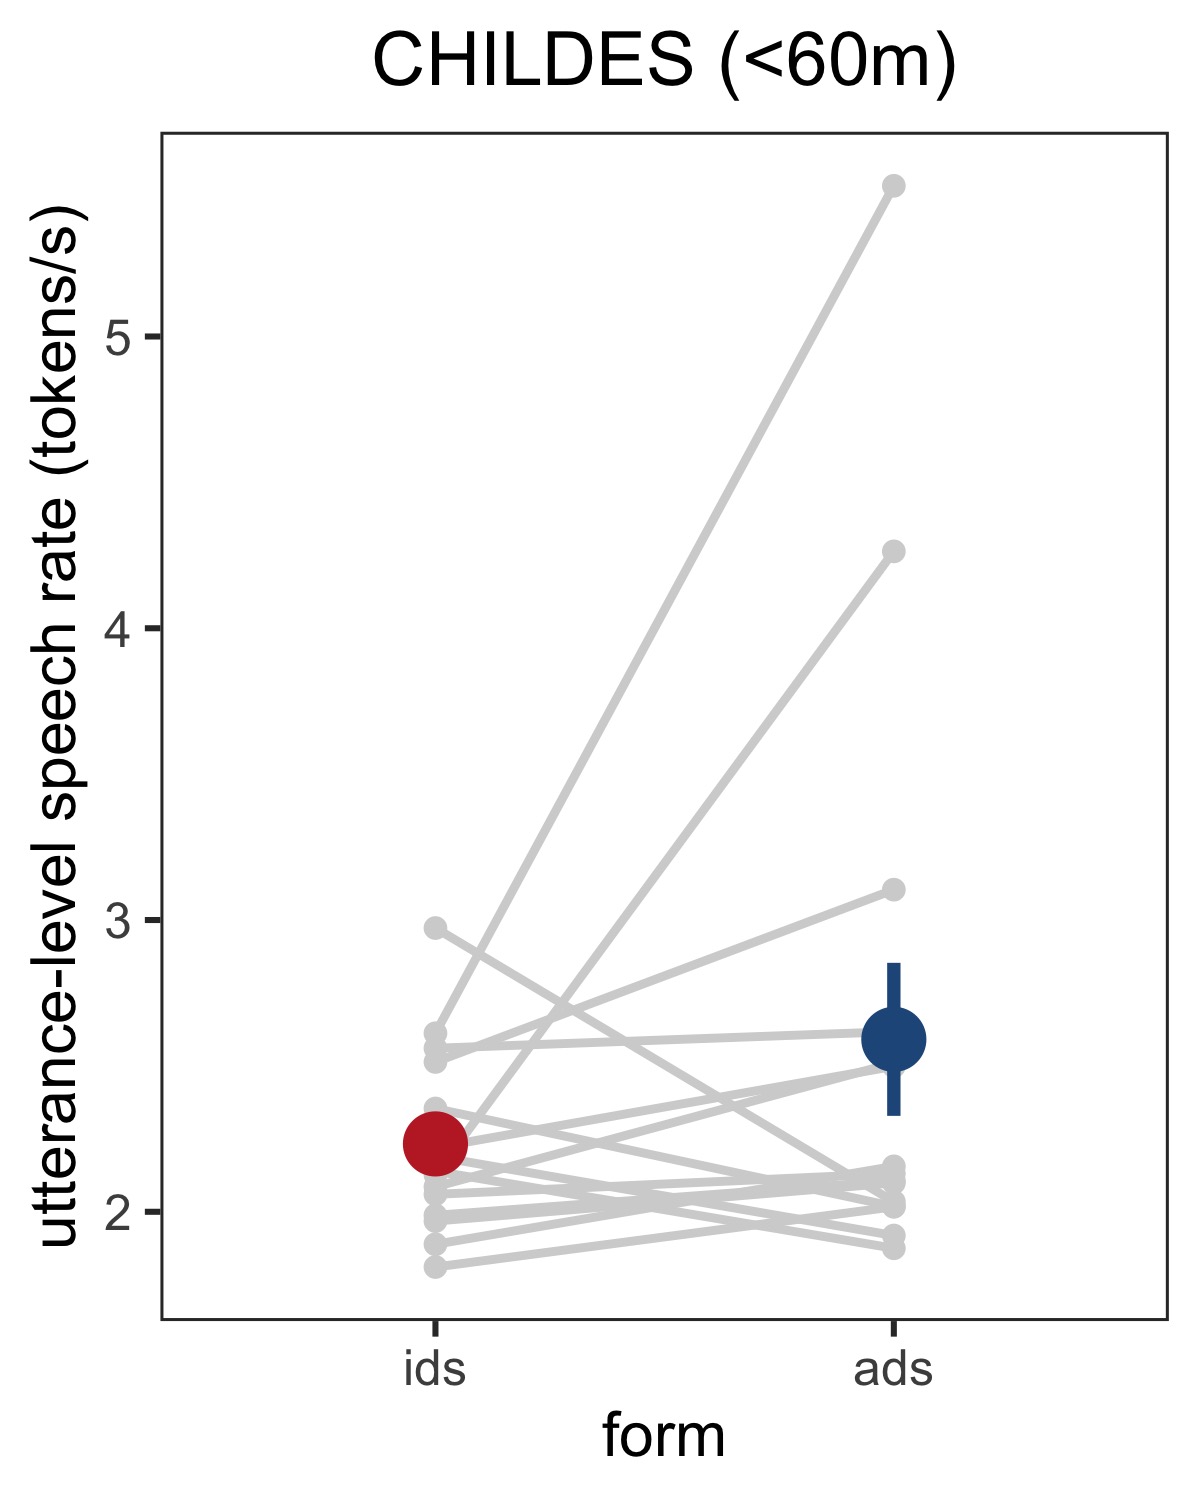 CHILDES (<60m)
utterance-level speech rate (tokens/s)
5
4
3
2
ids
ads
form